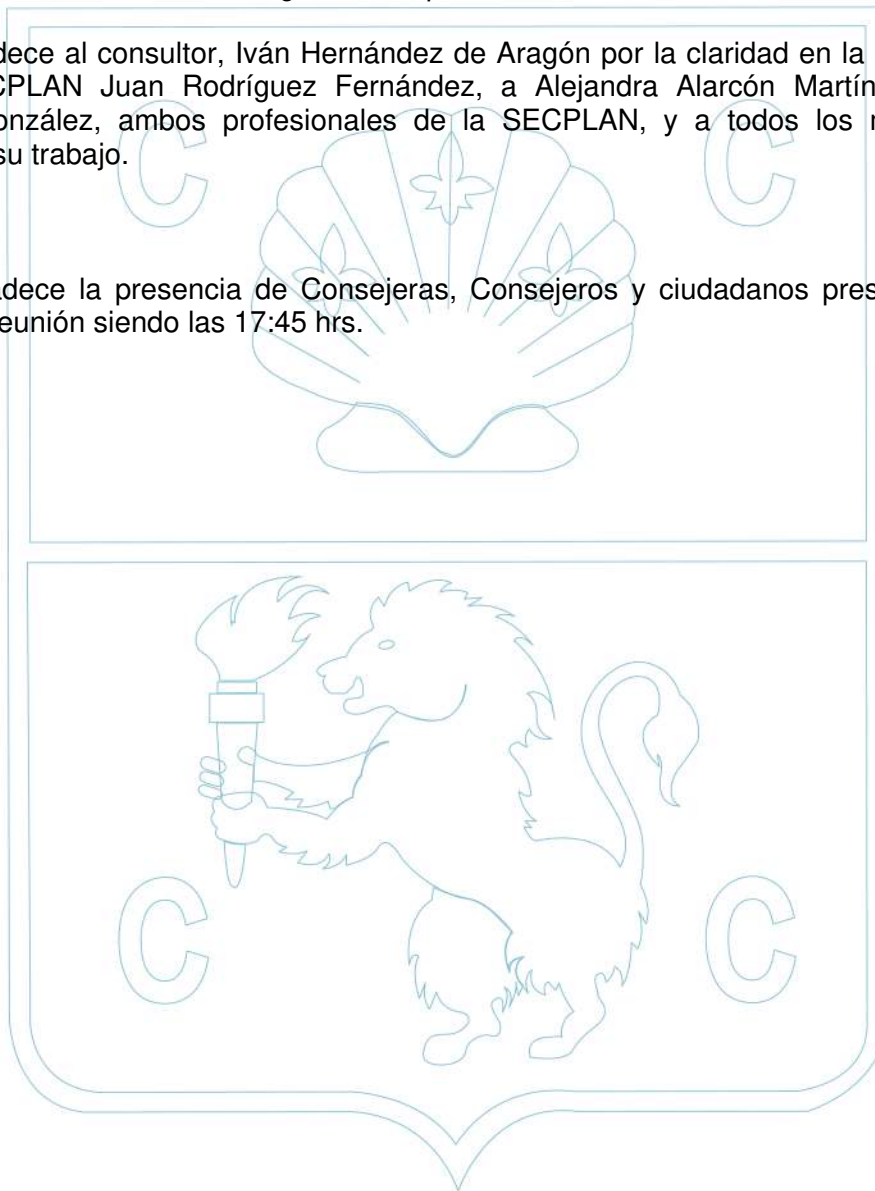 dece al consultor, Iván Hernández de Aragón por la claridad en la
CPLAN Juan Rodríguez Fernández, a Alejandra Alarcón Martín
onzález, ambos profesionales de la SECPLAN, y a todos los
su trabajo.
C C
dece la presencia de Consejeras, Consejeros y ciudadanos pres
eunión siendo las 17:45 hrs.
C C